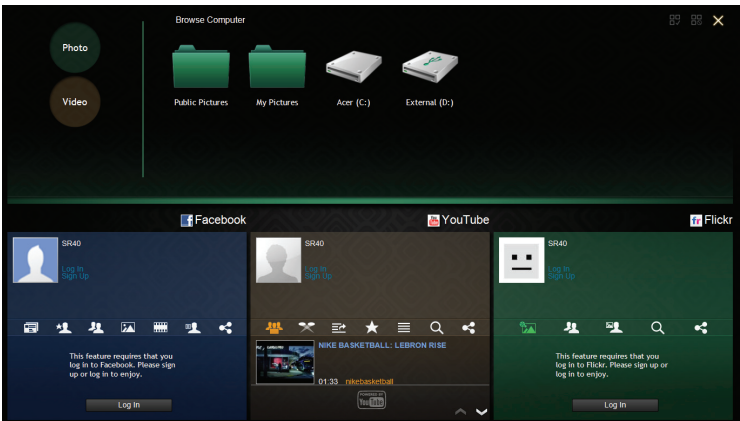 Browse Computer
Photo
Video
Public Pictures
My Pictures
Acer (C:)
External (D:)
Facebook
SR40
Log In
Sign Up
This feature requires that you
log in to Facebook. Please sign
up or log in to enjoy.
Log In
YouTube
SR40
Log In
Sign Up
NIKE BASKETBALL: LEBRON RISE
01:33 nikebasketball
POWERED BY
YouTube
Flickr
SR40
Log In
Sign Up
This feature requires that you
log in to Flickr. Please sign up or
log in to enjoy.
Log In